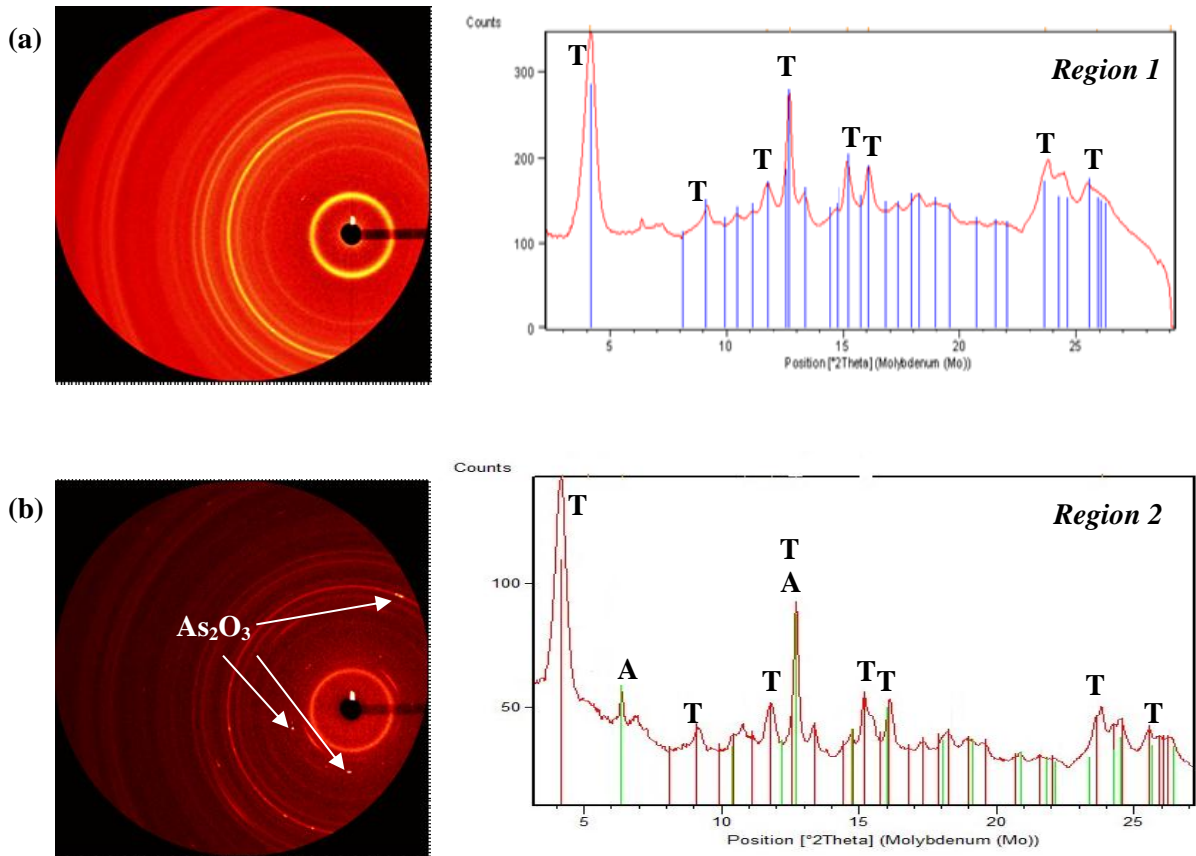 (a)
Counts
T
T
Region 1
300
T
T T
T
T
200
T
100
0
5
10
15
20
25
Position [°2Theta] (Molybdenum (Mo))
(b)
As₂O₃
Counts
T
Region 2
T
A
100
A
T
T
T T
T
T
50
5
10
15
20
25
Position [°2Theta] (Molybdenum (Mo))